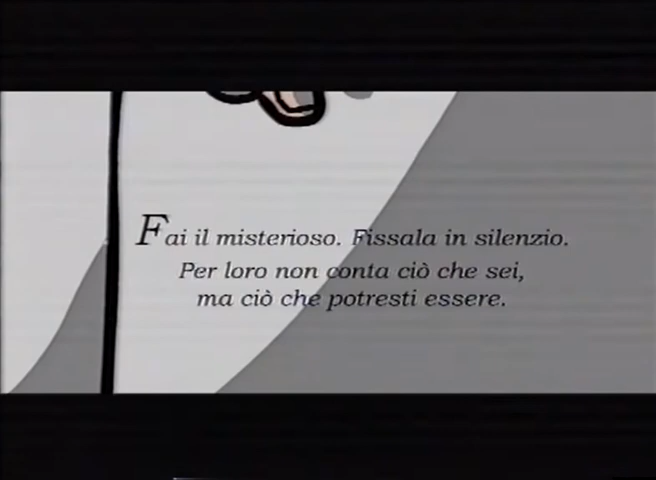 Fai il misterioso. Fissala in silenzio.
Per loro non conta ciò che sei,
ma ciò che potresti essere.